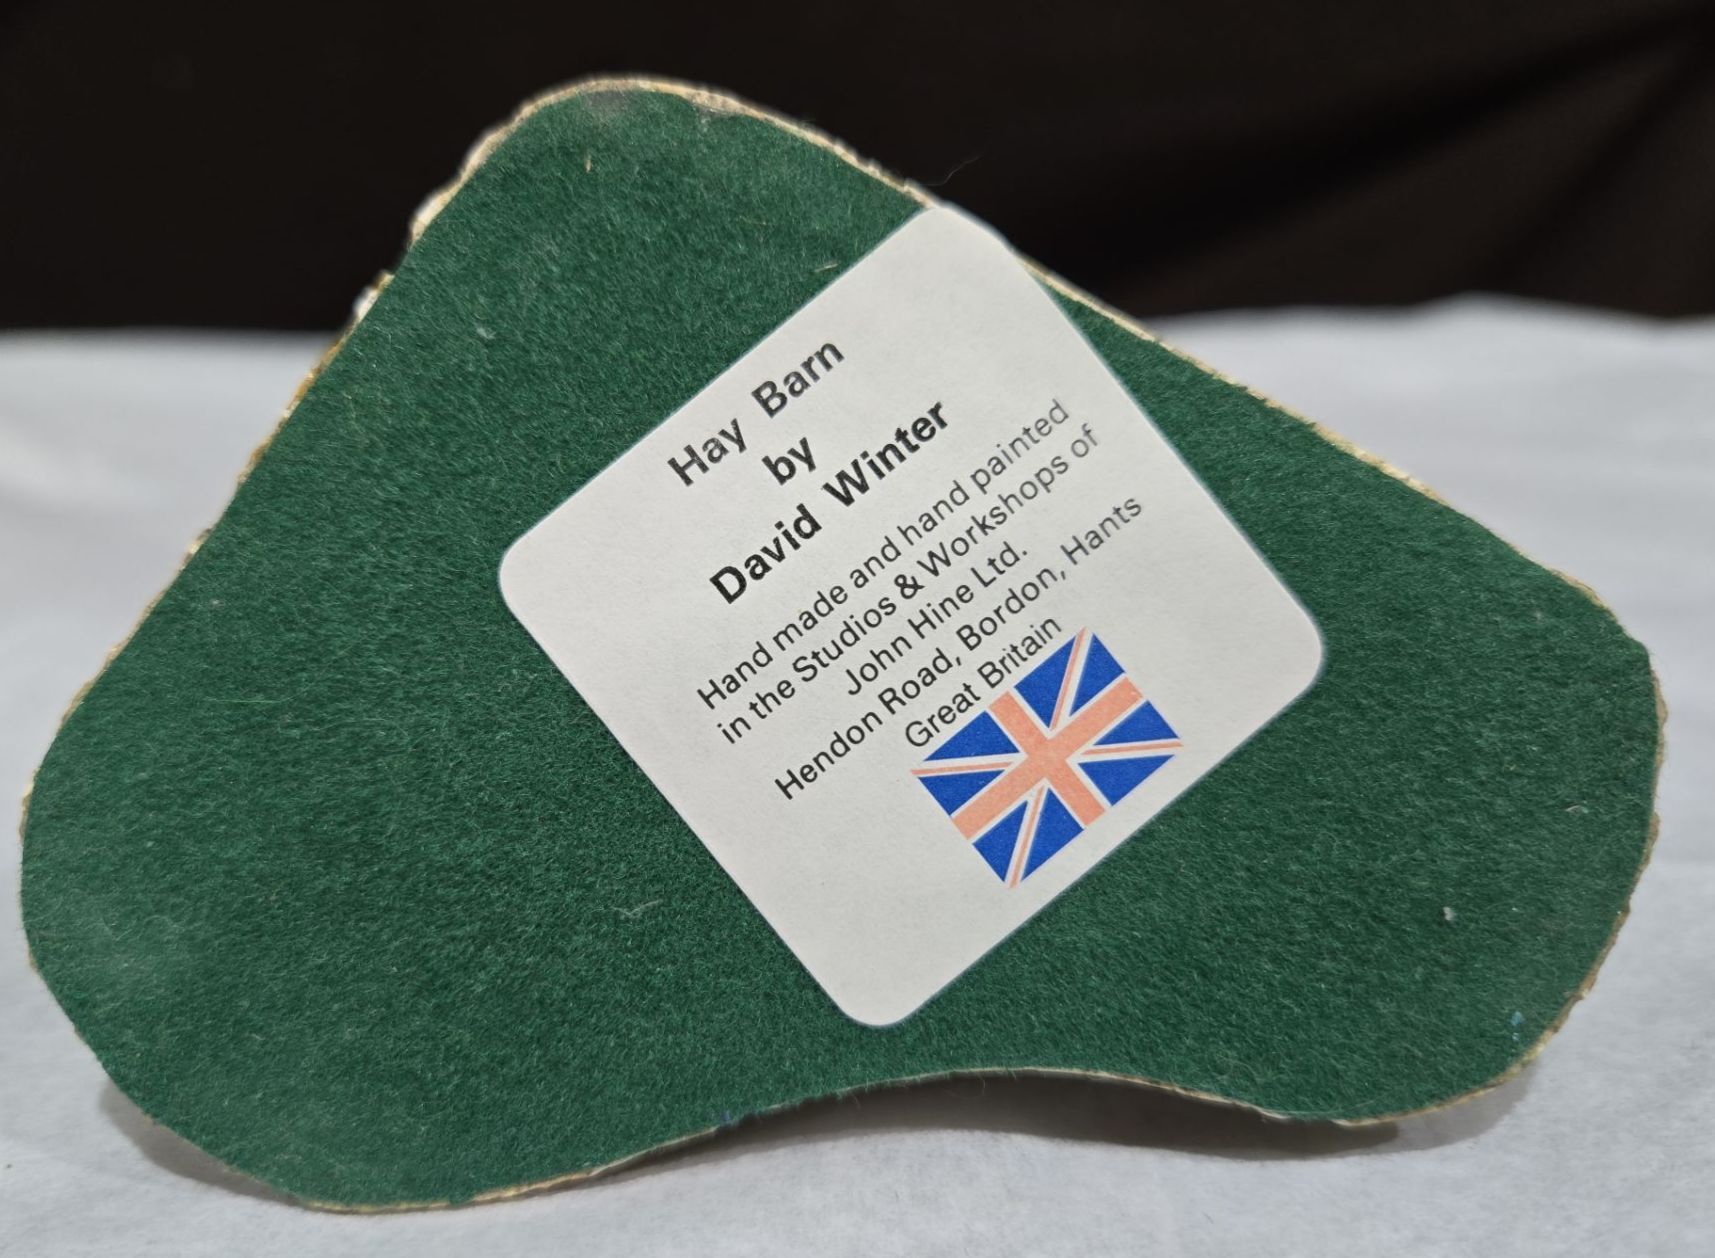 Hay Barn
by
David Winter
Hand made and hand painted
in the Studios & Workshops of
John Hine Ltd.
Hendon Road, Bordon, Hants
Great Britain